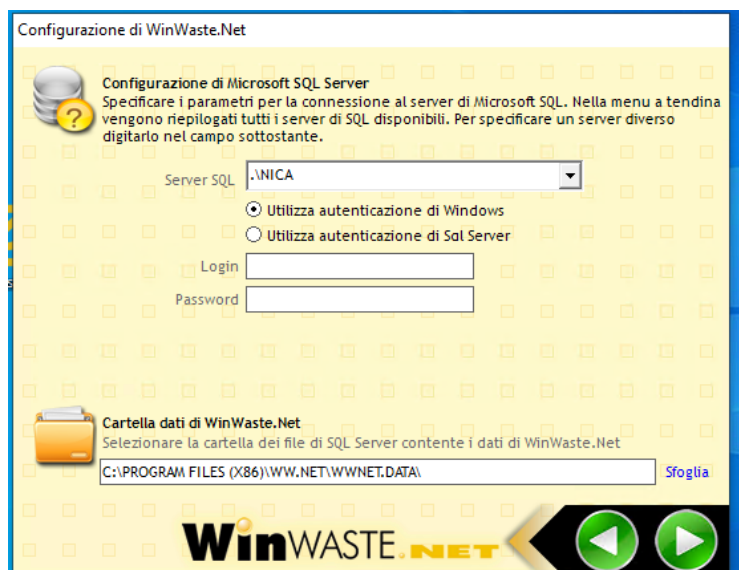 Configurazione di WinWaste.Net
Configurazione di Microsoft SQL Server
Specificare i parametri per la connessione al server di Microsoft SQL. Nella menu a tendina
vengono riepilogati tutti i server di SQL disponibili. Per specificare un server diverso
digitarlo nel campo sottostante.
Server SQL .\NICA
Utilizza autenticazione di Windows
Utilizza autenticazione di Sql Server
Login
Password
Cartella dati di WinWaste.Net
Selezionare la cartella dei file di SQL Server contente i dati di WinWaste.Net
C:\PROGRAM FILES (X86)\WW.NET\WWNET.DATA\ Sfoglia
WinWASTE.NET